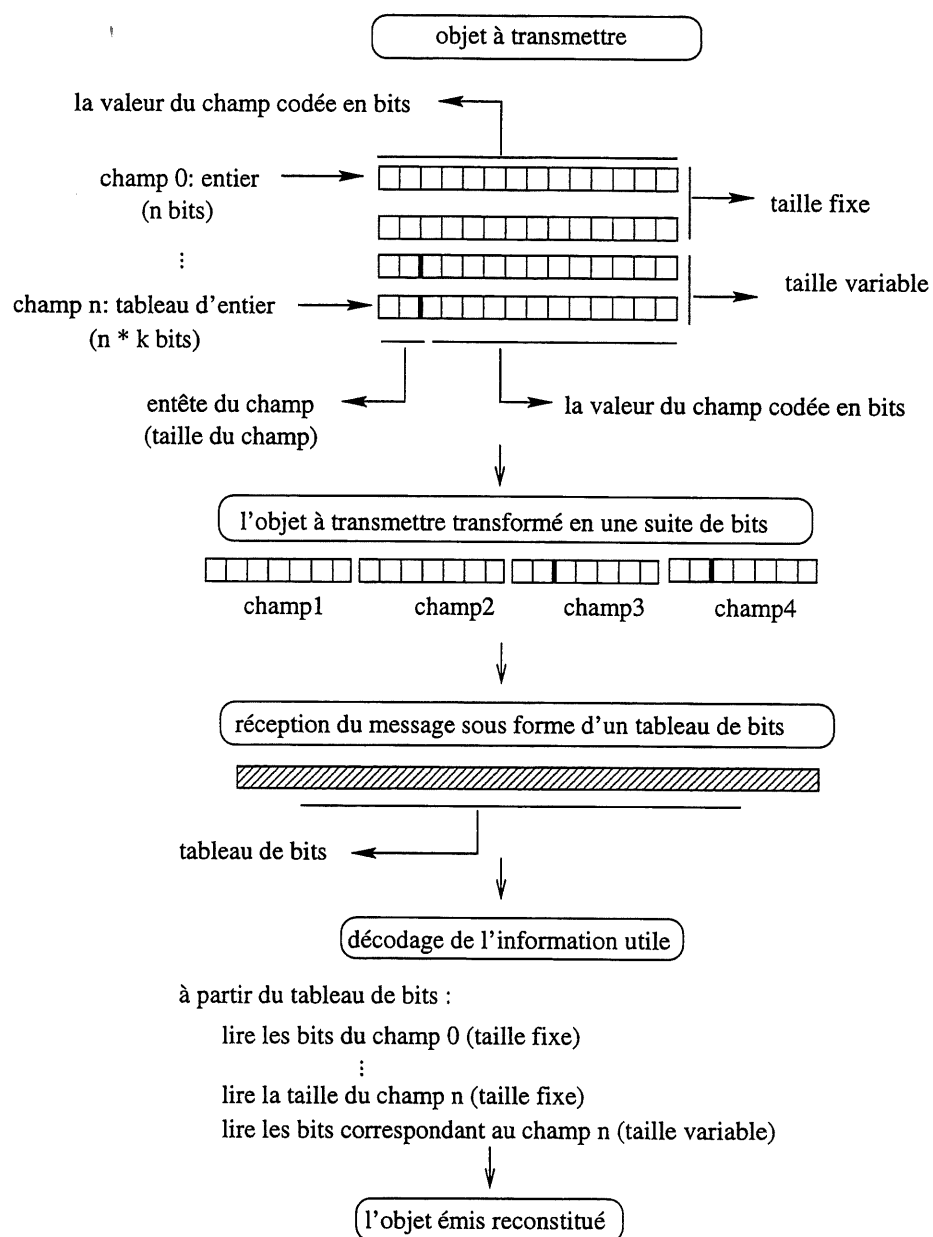 objet à transmettre
la valeur du champ codée en bits
champ 0: entier
(n bits)
taille fixe
⋮
taille variable
champ n: tableau d'entier
(n * k bits)
entête du champ
(taille du champ)
la valeur du champ codée en bits
l'objet à transmettre transformé en une suite de bits
champ1 champ2 champ3 champ4
réception du message sous forme d'un tableau de bits
tableau de bits
décodage de l'information utile
à partir du tableau de bits :
lire les bits du champ 0 (taille fixe)
⋮
lire la taille du champ n (taille fixe)
lire les bits correspondant au champ n (taille variable)
l'objet émis reconstitué